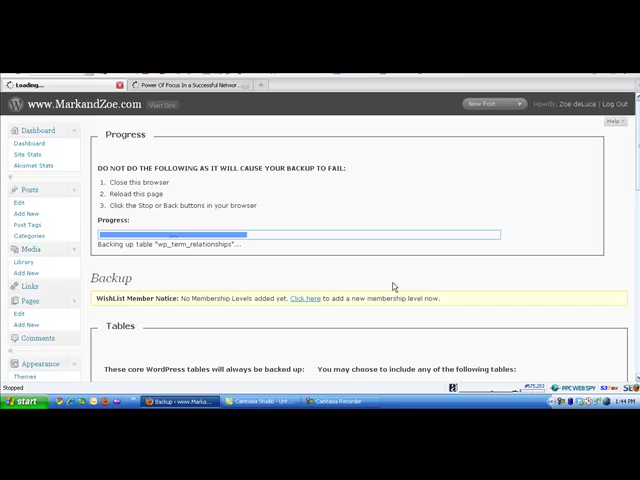 Loading...
Power Of Focus In a Successful Networ...
www.MarkandZoe.com
Visit Site
New Post
Howdy, Zoe deLuca | Log Out
Help
Dashboard
Dashboard
Site Stats
Akismet Stats
Posts
Edit
Add New
Post Tags
Categories
Media
Library
Add New
Links
Pages
Edit
Add New
Comments
Appearance
Themes
Progress
DO NOT DO THE FOLLOWING AS IT WILL CAUSE YOUR BACKUP TO FAIL:
1. Close this browser
2. Reload this page
3. Click the Stop or Back buttons in your browser
Progress:
Backing up table "wp_term_relationships"...
Backup
WishList Member Notice: No Membership Levels added yet. Click here to add a new membership level now.
Tables
These core WordPress tables will always be backed up:
You may choose to include any of the following tables:
Stopped
#575,253
PPC WEB SPY
start
Backup ‹ www.Marka...
Camtasia Studio - Unt...
Camtasia Recorder
1:44 PM